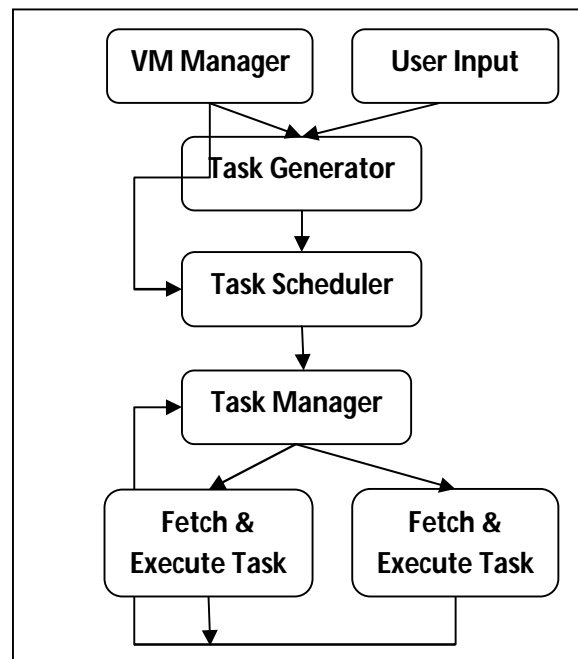 VM Manager
User Input
Task Generator
Task Scheduler
Task Manager
Fetch &
Execute Task
Fetch &
Execute Task